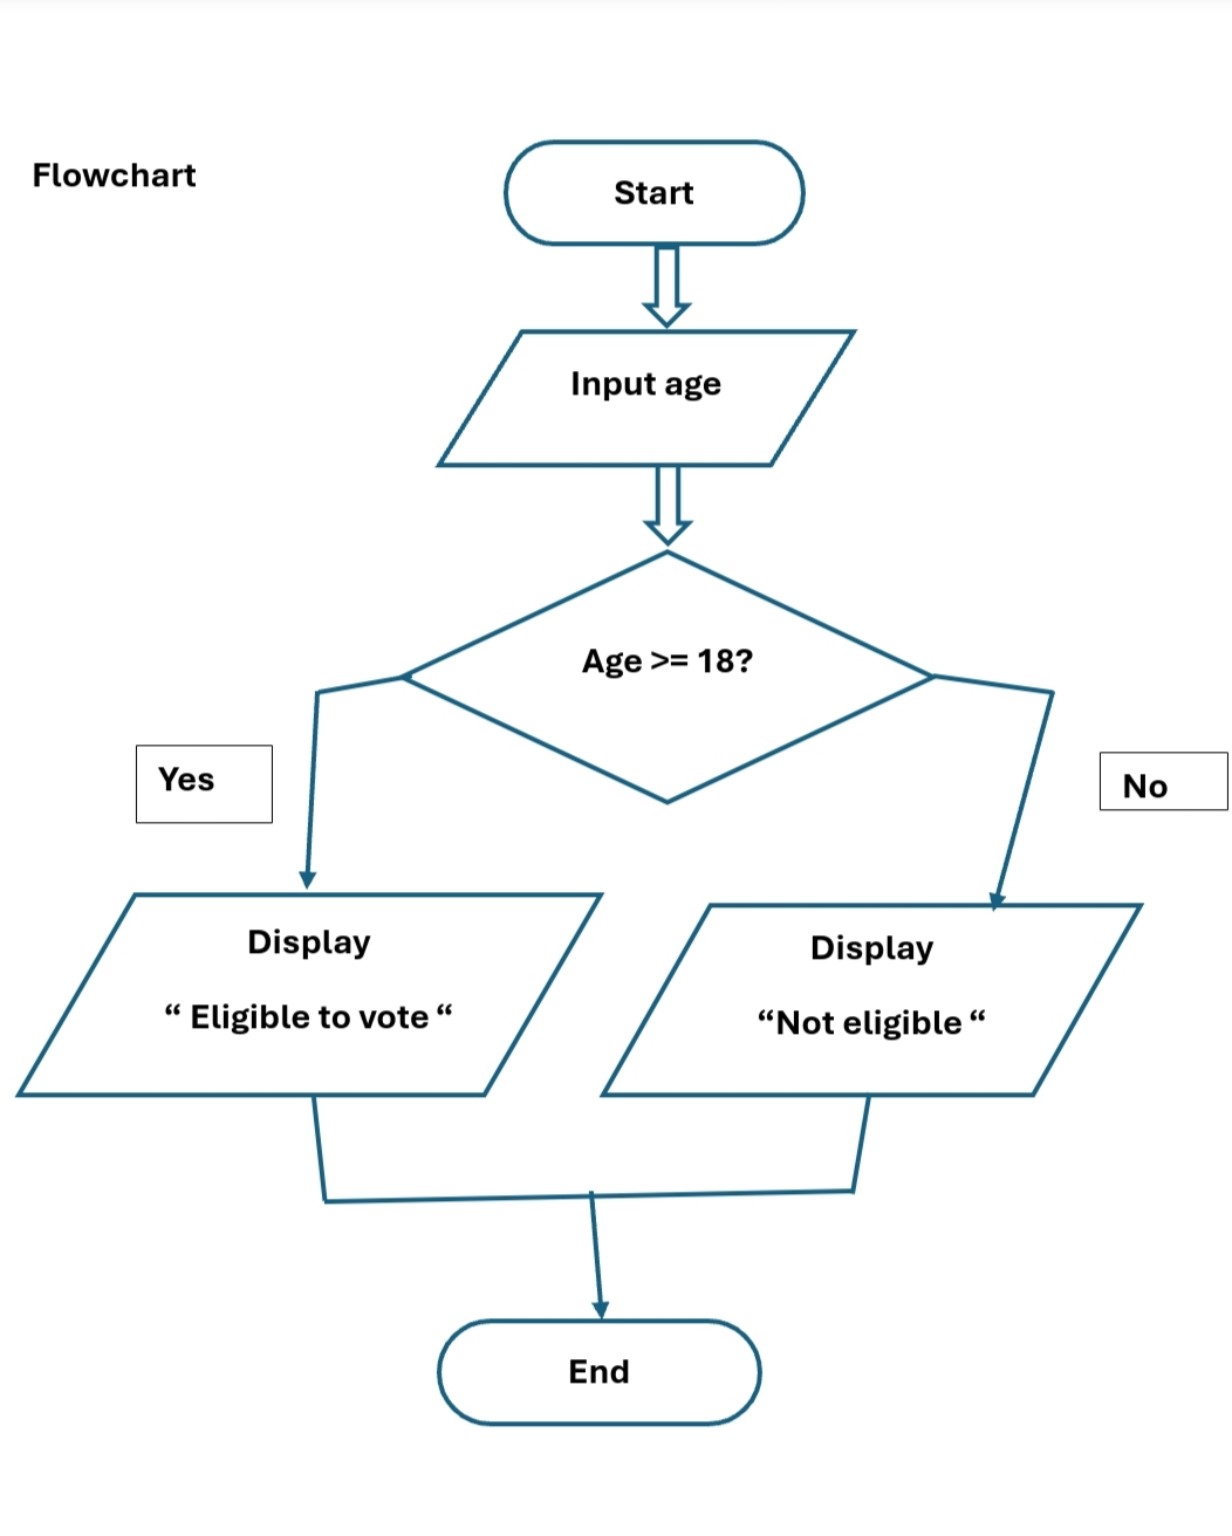 Flowchart
Start
Input age
Age >= 18?
Yes
No
Display
“ Eligible to vote “
Display
“Not eligible “
End